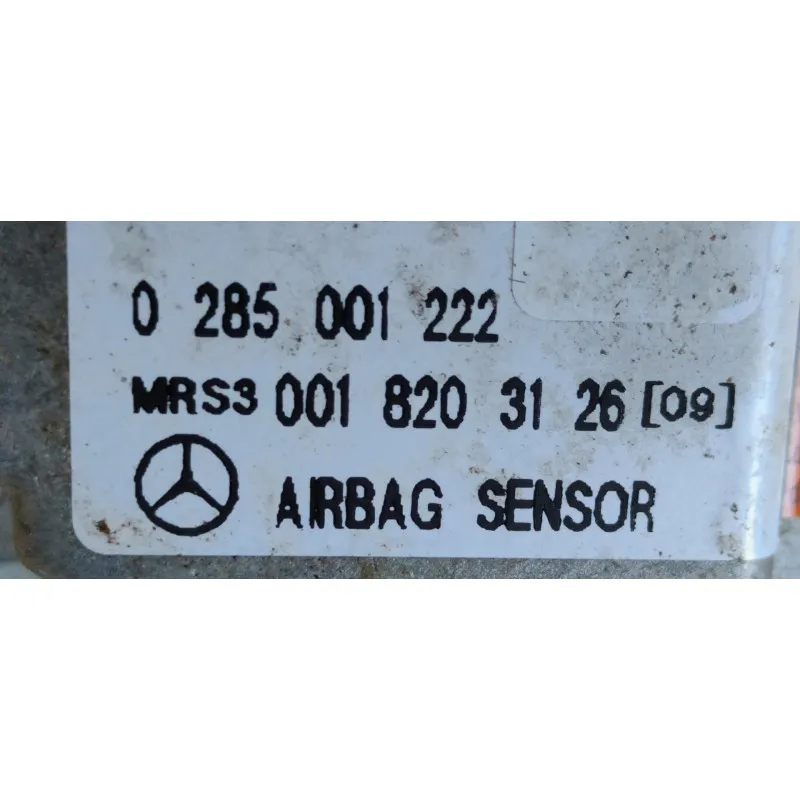 0 285 001 222
MRS3 001 820 31 26 [09]
AIRBAG SENSOR